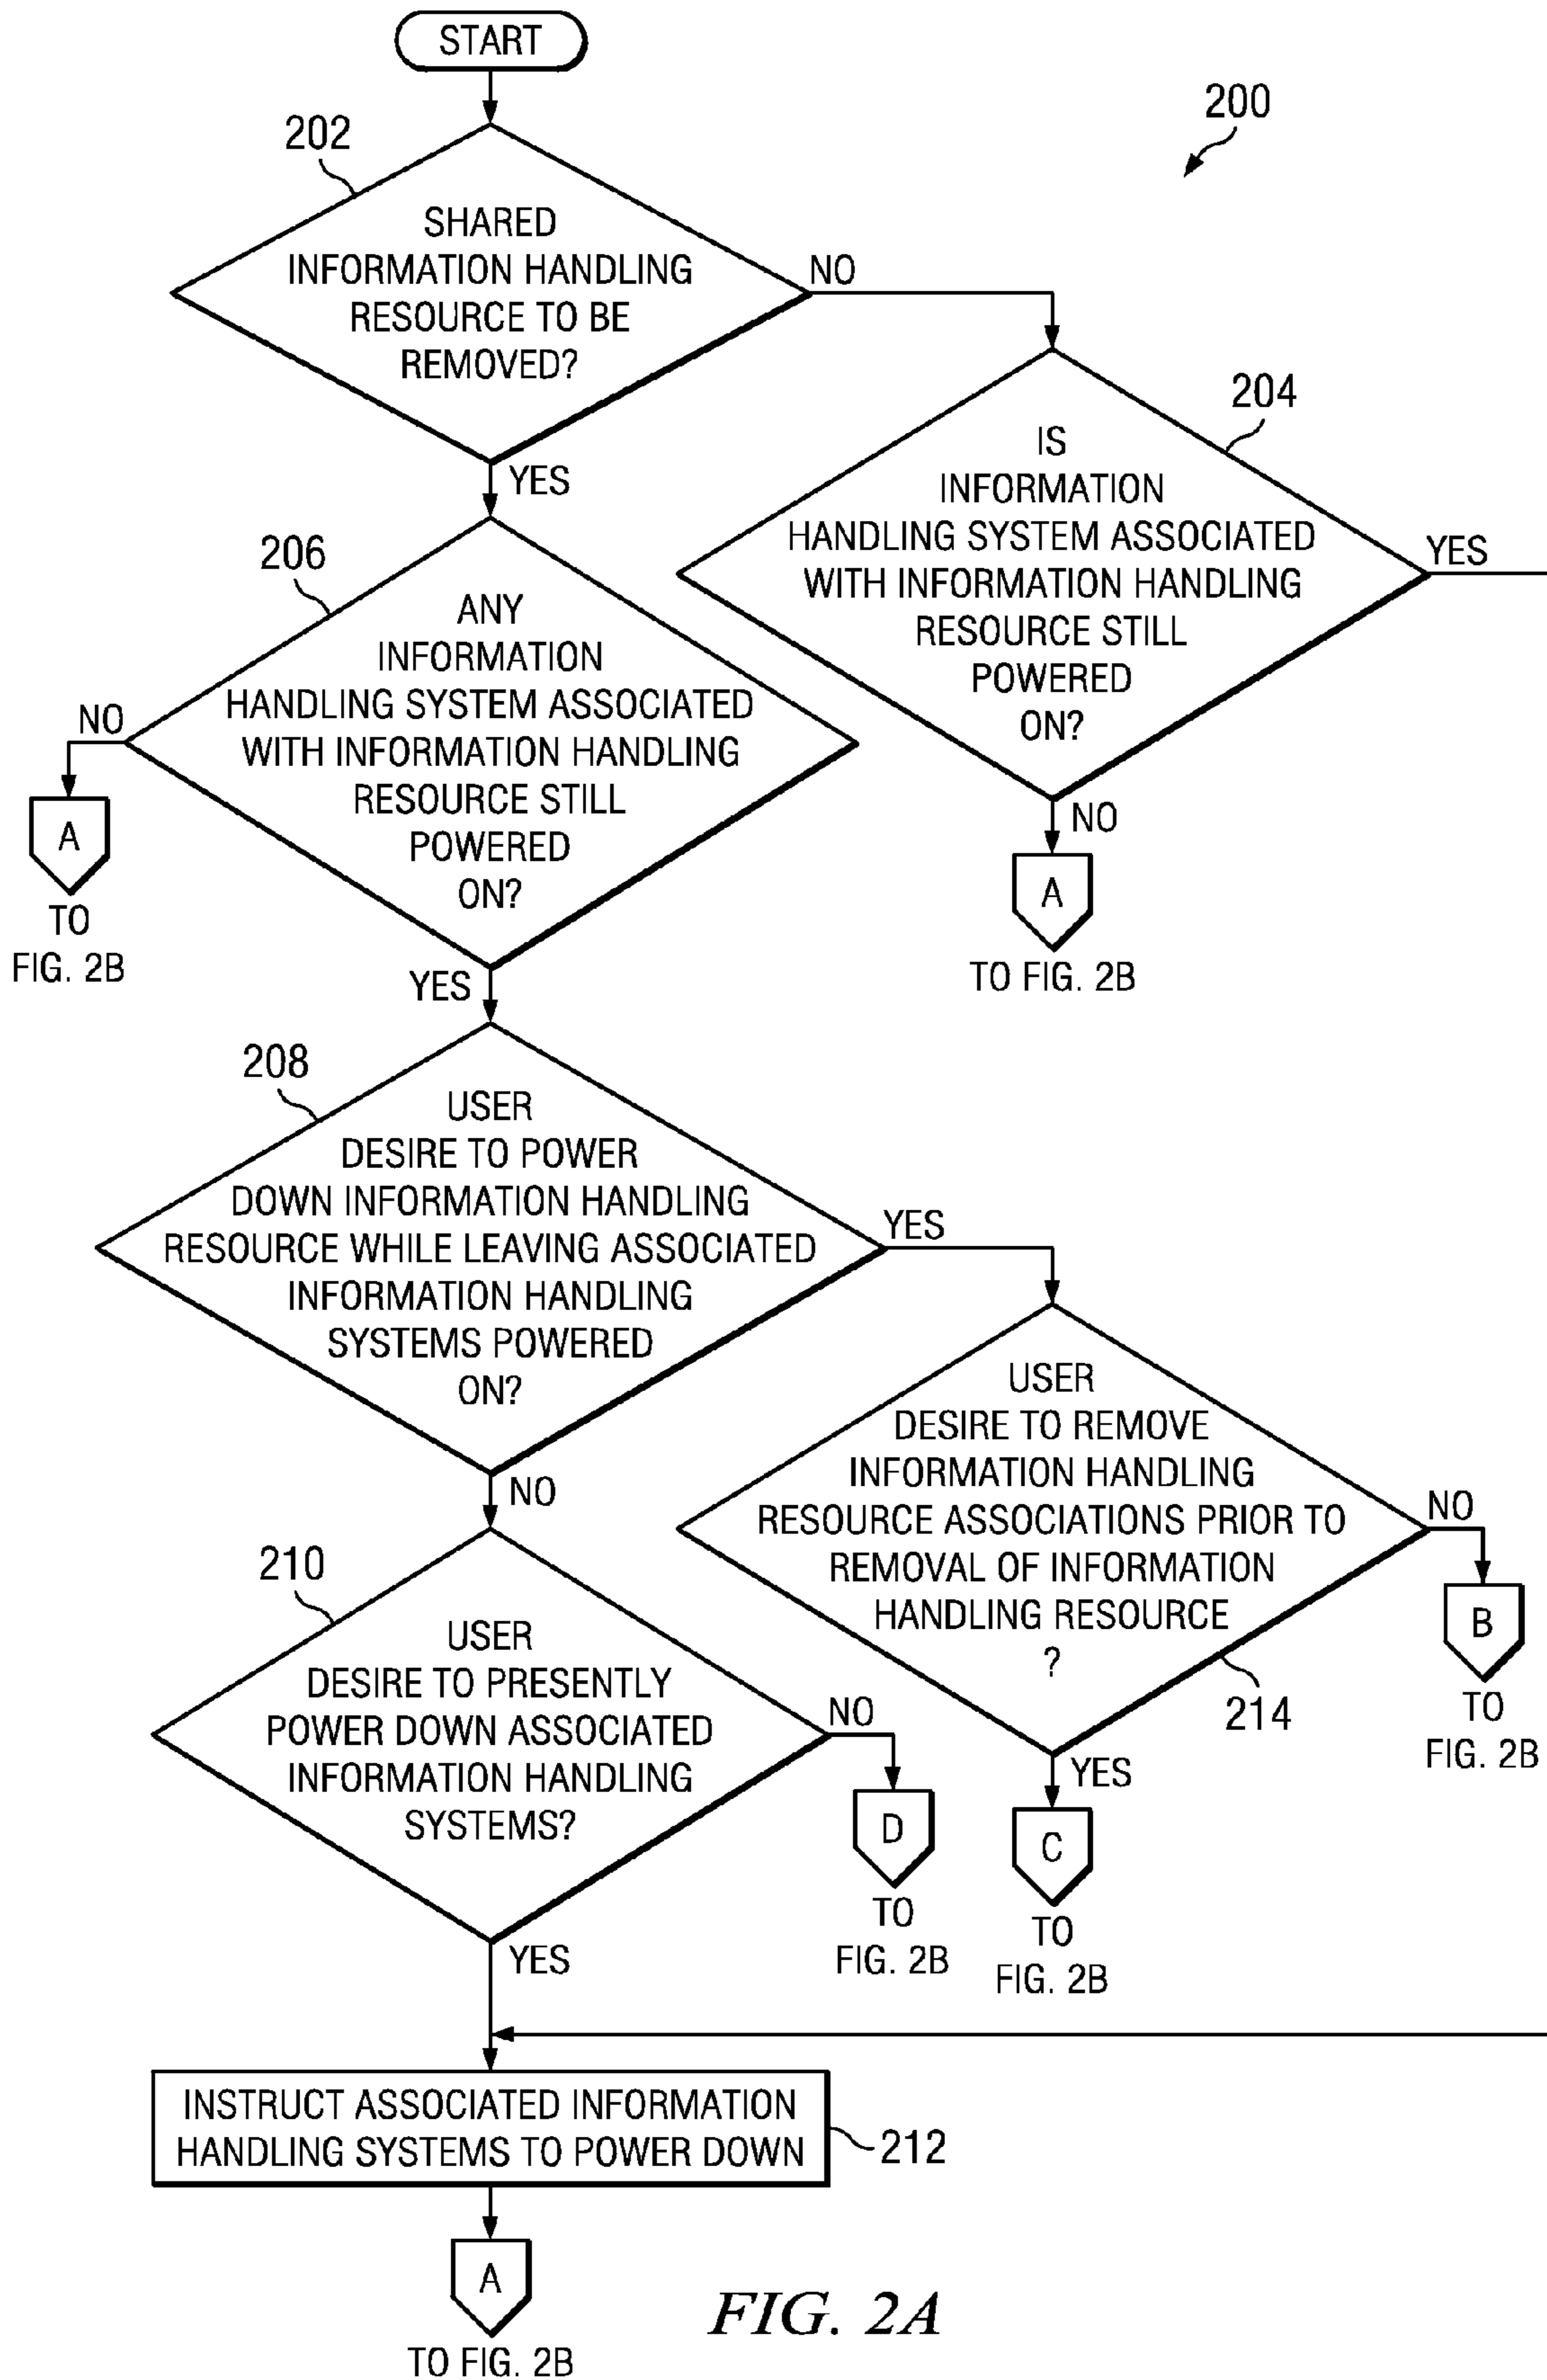 START
200
202
SHARED
INFORMATION HANDLING
RESOURCE TO BE
REMOVED?
NO
YES
204
IS
INFORMATION
HANDLING SYSTEM ASSOCIATED
WITH INFORMATION HANDLING
RESOURCE STILL
POWERED
ON?
YES
NO
A
TO FIG. 2B
206
ANY
INFORMATION
HANDLING SYSTEM ASSOCIATED
WITH INFORMATION HANDLING
RESOURCE STILL
POWERED
ON?
NO
A
TO
FIG. 2B
YES
208
USER
DESIRE TO POWER
DOWN INFORMATION HANDLING
RESOURCE WHILE LEAVING ASSOCIATED
INFORMATION HANDLING
SYSTEMS POWERED
ON?
YES
NO
USER
DESIRE TO REMOVE
INFORMATION HANDLING
RESOURCE ASSOCIATIONS PRIOR TO
REMOVAL OF INFORMATION
HANDLING RESOURCE
?
214
NO
B
TO
FIG. 2B
YES
C
TO
FIG. 2B
210
USER
DESIRE TO PRESENTLY
POWER DOWN ASSOCIATED
INFORMATION HANDLING
SYSTEMS?
NO
D
TO
FIG. 2B
YES
INSTRUCT ASSOCIATED INFORMATION
HANDLING SYSTEMS TO POWER DOWN
212
A
TO FIG. 2B
FIG. 2A